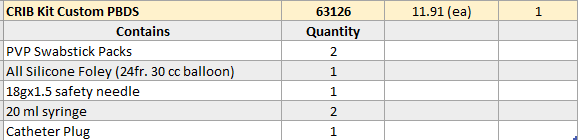 CRIB Kit Custom PBDS 63126 11.91 (ea) 1
Contains Quantity
PVP Swabstick Packs 2
All Silicone Foley (24fr. 30 cc balloon) 1
18gx1.5 safety needle 1
20 ml syringe 2
Catheter Plug 1